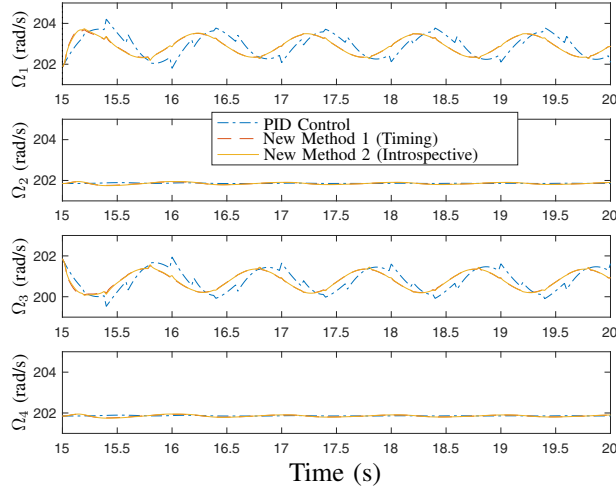 204
202
Ω1 (rad/s)
15 15.5 16 16.5 17 17.5 18 18.5 19 19.5 20
204
202
Ω2 (rad/s)
PID Control
New Method 1 (Timing)
New Method 2 (Introspective)
15 15.5 16 16.5 17 17.5 18 18.5 19 19.5 20
202
200
Ω3 (rad/s)
15 15.5 16 16.5 17 17.5 18 18.5 19 19.5 20
204
202
Ω4 (rad/s)
15 15.5 16 16.5 17 17.5 18 18.5 19 19.5 20
Time (s)